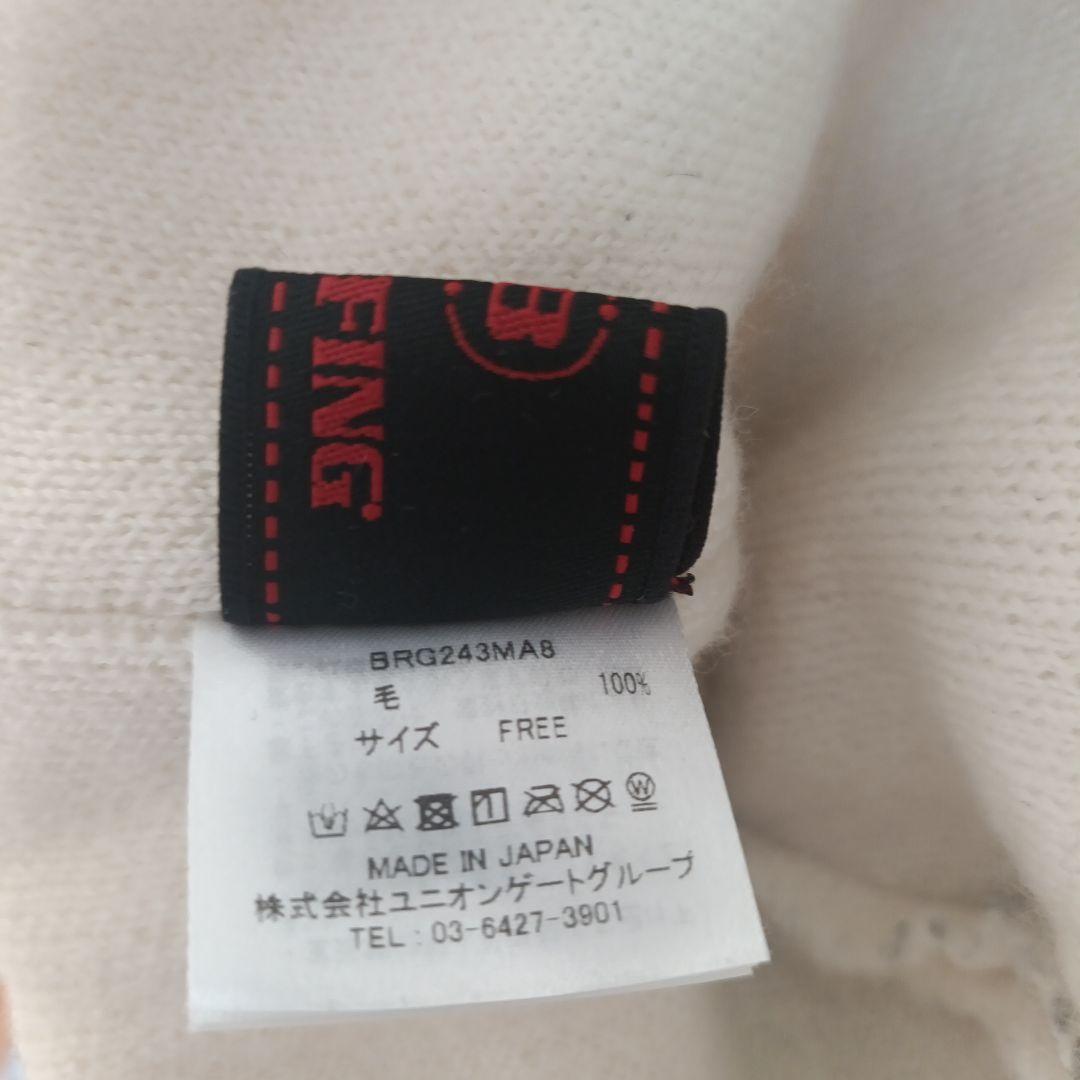 FING
B
BRG243MA8
毛 100%
サイズ FREE
MADE IN JAPAN
株式会社ユニオンゲートグループ
TEL : 03-6427-3901